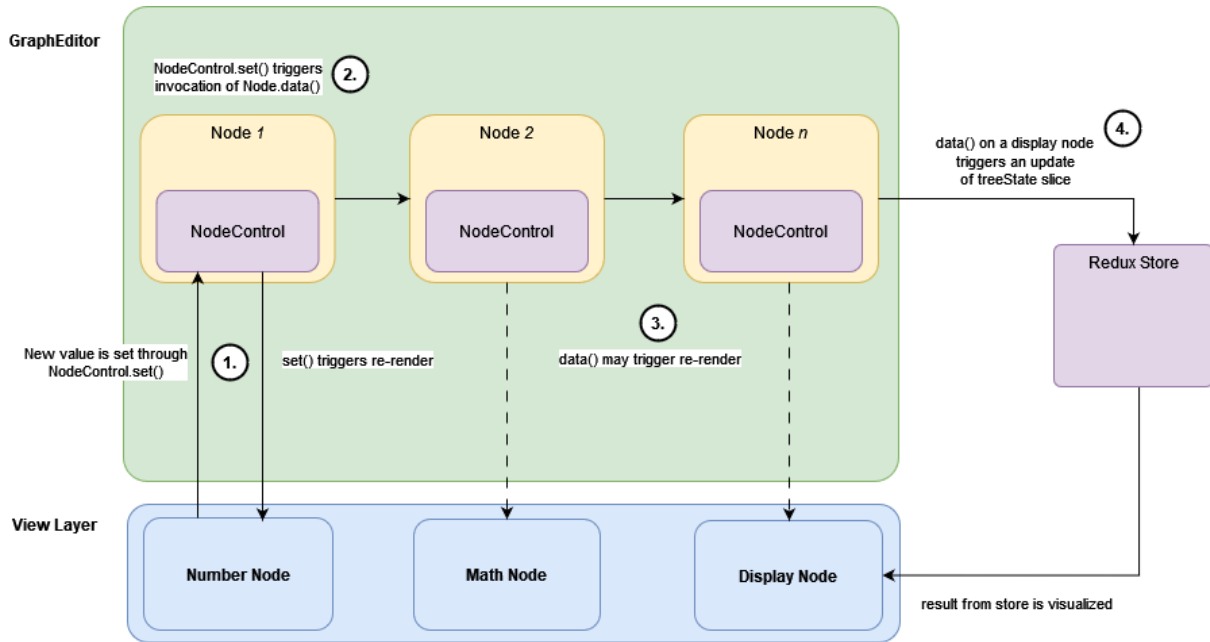 GraphEditor
NodeControl.set() triggers
invocation of Node.data()
2.
Node 1
Node 2
Node n
NodeControl
NodeControl
NodeControl
data() on a display node
triggers an update
of treeState slice
4.
Redux Store
New value is set through
NodeControl.set()
1.
set() triggers re-render
3.
data() may trigger re-render
View Layer
Number Node
Math Node
Display Node
result from store is visualized